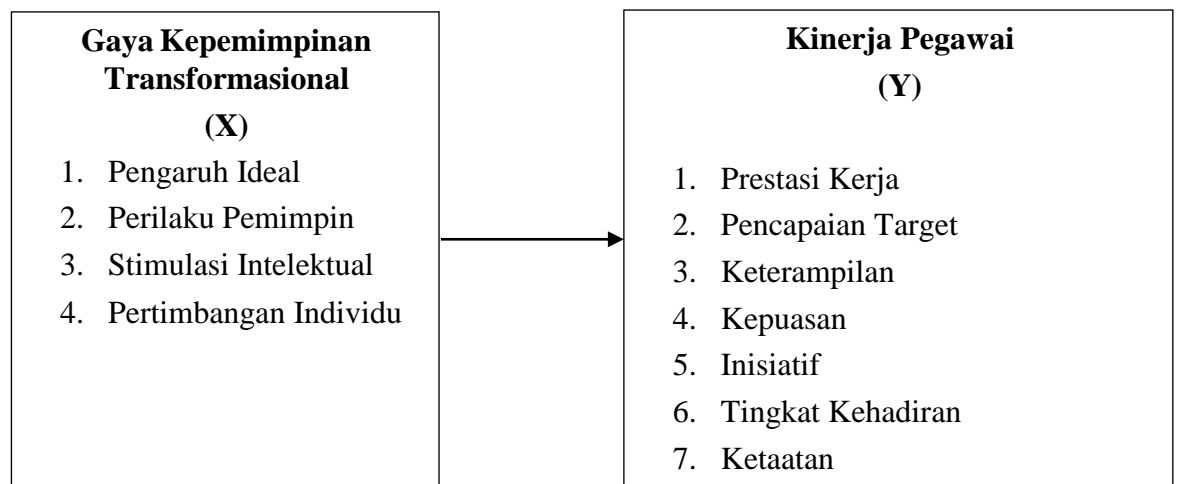 Gaya Kepemimpinan
Transformasional
(X)
1. Pengaruh Ideal
2. Perilaku Pemimpin
3. Stimulasi Intelektual
4. Pertimbangan Individu
Kinerja Pegawai
(Y)
1. Prestasi Kerja
2. Pencapaian Target
3. Keterampilan
4. Kepuasan
5. Inisiatif
6. Tingkat Kehadiran
7. Ketaatan